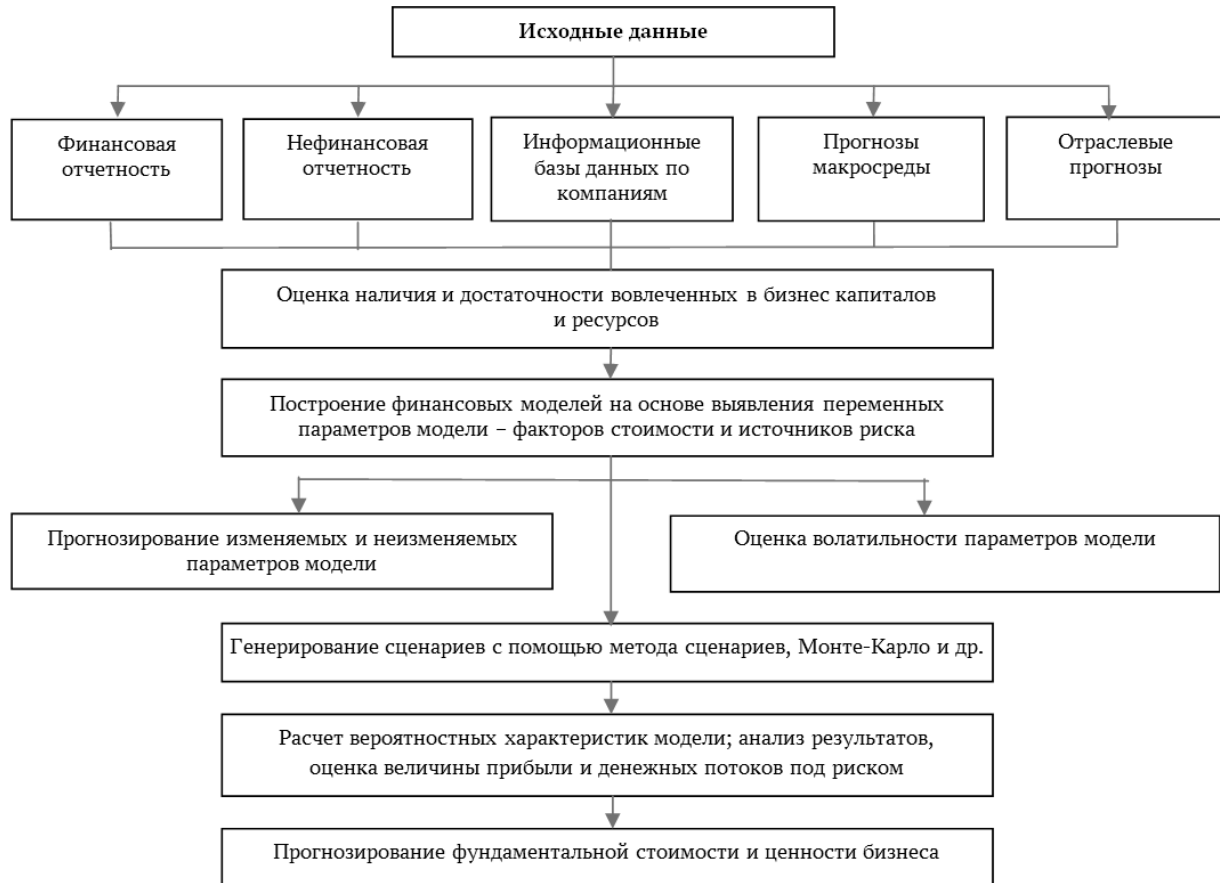 Исходные данные
Финансовая
отчетность
Нефинансовая
отчетность
Информационные
базы данных по
компаниям
Прогнозы
макросреды
Отраслевые
прогнозы
Оценка наличия и достаточности вовлеченных в бизнес капиталов
и ресурсов
Построение финансовых моделей на основе выявления переменных
параметров модели – факторов стоимости и источников риска
Прогнозирование изменяемых и неизменяемых
параметров модели
Оценка волатильности параметров модели
Генерирование сценариев с помощью метода сценариев, Монте-Карло и др.
Расчет вероятностных характеристик модели; анализ результатов,
оценка величины прибыли и денежных потоков под риском
Прогнозирование фундаментальной стоимости и ценности бизнеса